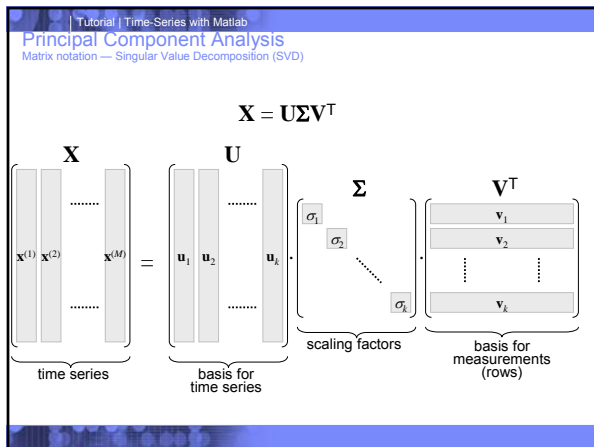 Tutorial | Time-Series with Matlab
Principal Component Analysis
Matrix notation — Singular Value Decomposition (SVD)
X = UΣVᵀ
X U Σ Vᵀ
x⁽¹⁾ x⁽²⁾ ........ x⁽ᴹ⁾ = u₁ u₂ ........ uₖ · σ₁ σ₂ ........ σₖ · v₁ v₂ ........ vₖ
time series
basis for
time series
scaling factors
basis for
measurements
(rows)